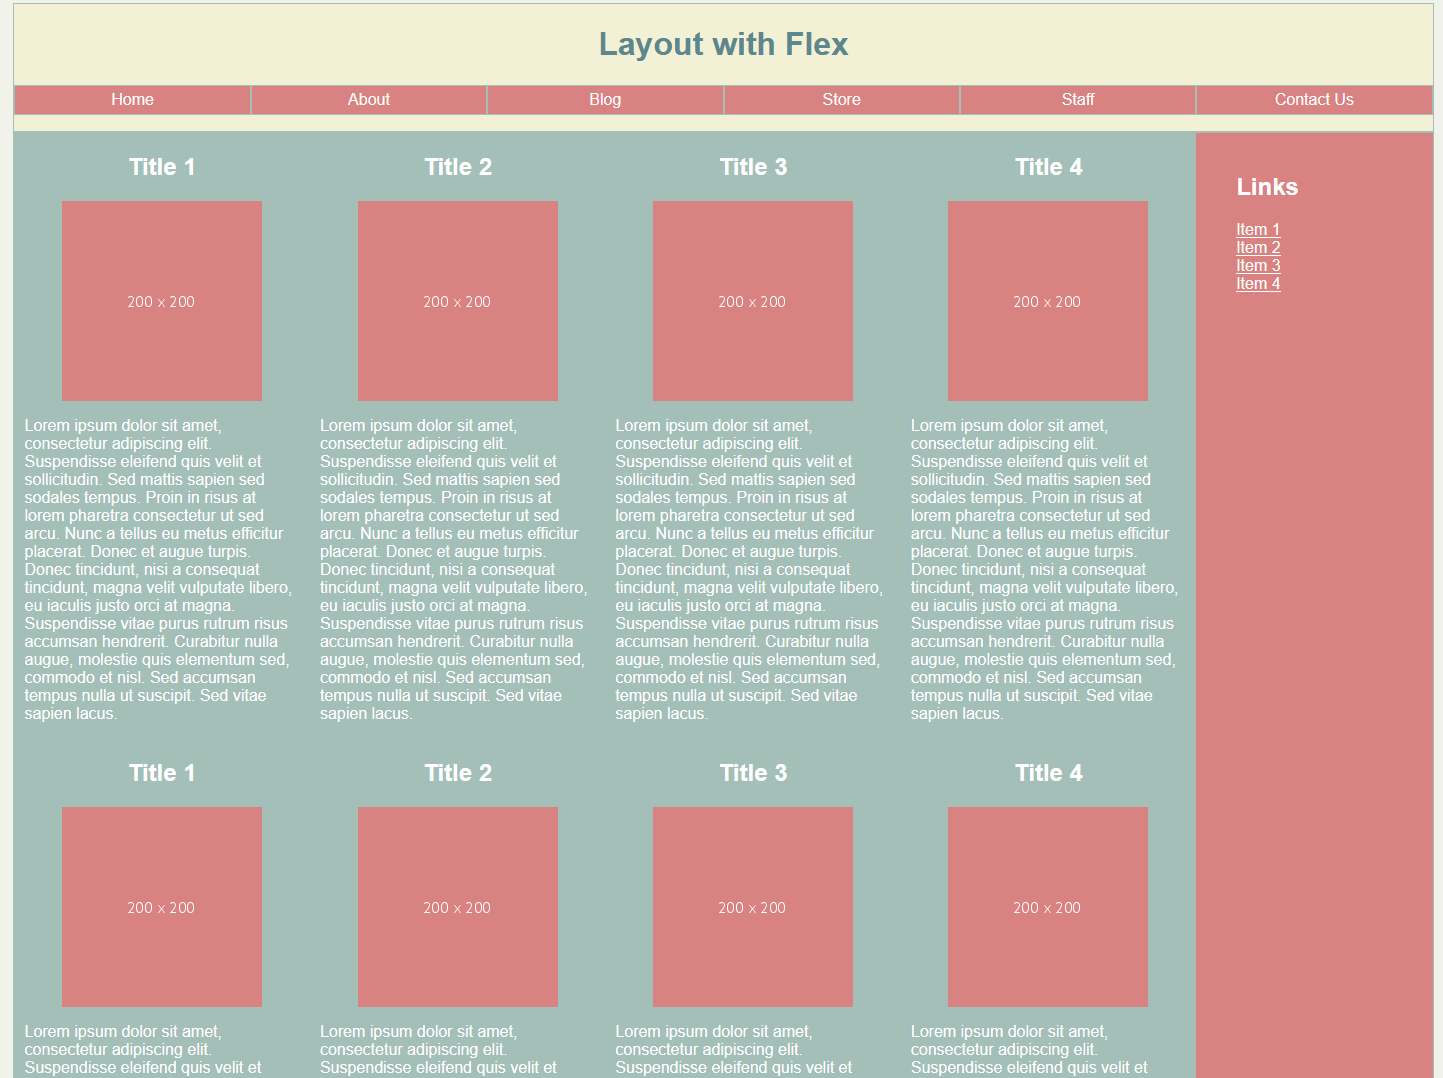 Layout with Flex
Home
About
Blog
Store
Staff
Contact Us
Title 1
200 x 200
Lorem ipsum dolor sit amet,
consectetur adipiscing elit.
Suspendisse eleifend quis velit et
sollicitudin. Sed mattis sapien sed
sodales tempus. Proin in risus at
lorem pharetra consectetur ut sed
arcu. Nunc a tellus eu metus efficitur
placerat. Donec et augue turpis.
Donec tincidunt, nisi a consequat
tincidunt, magna velit vulputate libero,
eu iaculis justo orci at magna.
Suspendisse vitae purus rutrum risus
accumsan hendrerit. Curabitur nulla
augue, molestie quis elementum sed,
commodo et nisl. Sed accumsan
tempus nulla ut suscipit. Sed vitae
sapien lacus.
Title 2
200 x 200
Lorem ipsum dolor sit amet,
consectetur adipiscing elit.
Suspendisse eleifend quis velit et
sollicitudin. Sed mattis sapien sed
sodales tempus. Proin in risus at
lorem pharetra consectetur ut sed
arcu. Nunc a tellus eu metus efficitur
placerat. Donec et augue turpis.
Donec tincidunt, nisi a consequat
tincidunt, magna velit vulputate libero,
eu iaculis justo orci at magna.
Suspendisse vitae purus rutrum risus
accumsan hendrerit. Curabitur nulla
augue, molestie quis elementum sed,
commodo et nisl. Sed accumsan
tempus nulla ut suscipit. Sed vitae
sapien lacus.
Title 3
200 x 200
Lorem ipsum dolor sit amet,
consectetur adipiscing elit.
Suspendisse eleifend quis velit et
sollicitudin. Sed mattis sapien sed
sodales tempus. Proin in risus at
lorem pharetra consectetur ut sed
arcu. Nunc a tellus eu metus efficitur
placerat. Donec et augue turpis.
Donec tincidunt, nisi a consequat
tincidunt, magna velit vulputate libero,
eu iaculis justo orci at magna.
Suspendisse vitae purus rutrum risus
accumsan hendrerit. Curabitur nulla
augue, molestie quis elementum sed,
commodo et nisl. Sed accumsan
tempus nulla ut suscipit. Sed vitae
sapien lacus.
Title 4
200 x 200
Lorem ipsum dolor sit amet,
consectetur adipiscing elit.
Suspendisse eleifend quis velit et
sollicitudin. Sed mattis sapien sed
sodales tempus. Proin in risus at
lorem pharetra consectetur ut sed
arcu. Nunc a tellus eu metus efficitur
placerat. Donec et augue turpis.
Donec tincidunt, nisi a consequat
tincidunt, magna velit vulputate libero,
eu iaculis justo orci at magna.
Suspendisse vitae purus rutrum risus
accumsan hendrerit. Curabitur nulla
augue, molestie quis elementum sed,
commodo et nisl. Sed accumsan
tempus nulla ut suscipit. Sed vitae
sapien lacus.
Title 1
200 x 200
Lorem ipsum dolor sit amet,
consectetur adipiscing elit.
Suspendisse eleifend quis velit et
Title 2
200 x 200
Lorem ipsum dolor sit amet,
consectetur adipiscing elit.
Suspendisse eleifend quis velit et
Title 3
200 x 200
Lorem ipsum dolor sit amet,
consectetur adipiscing elit.
Suspendisse eleifend quis velit et
Title 4
200 x 200
Lorem ipsum dolor sit amet,
consectetur adipiscing elit.
Suspendisse eleifend quis velit et
Links
Item 1
Item 2
Item 3
Item 4